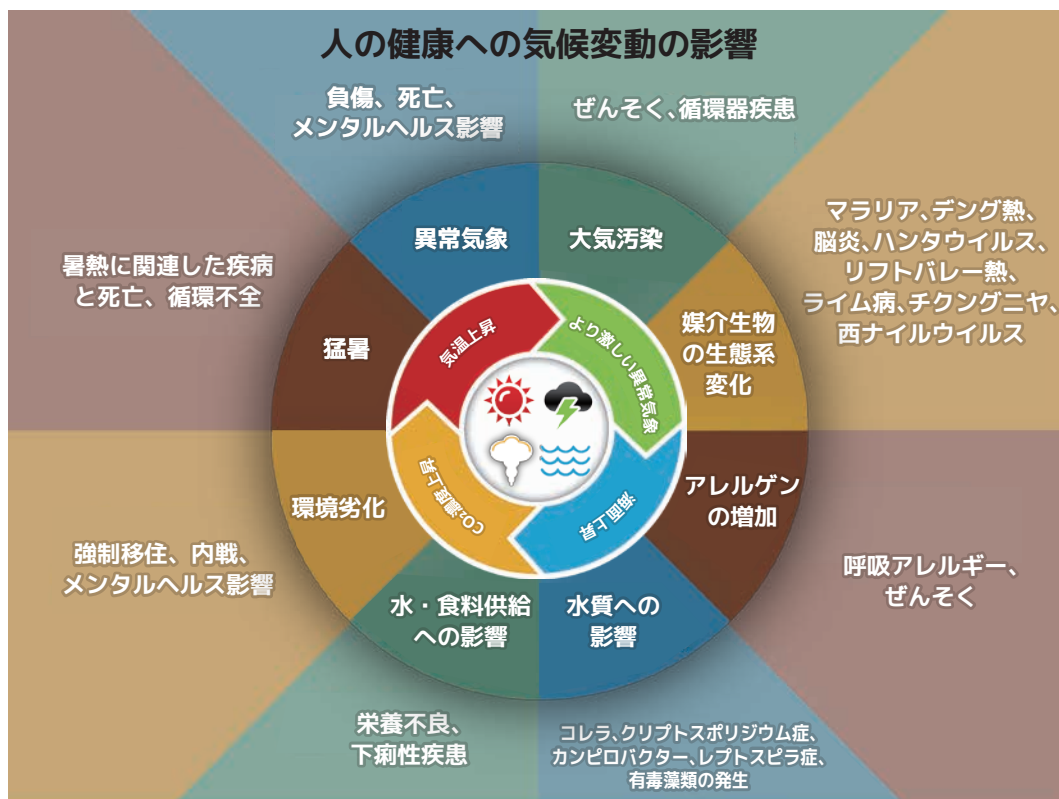 人の健康への気候変動の影響
負傷、死亡、
メンタルヘルス影響
ぜんそく、循環器疾患
異常気象
大気汚染
マラリア、デング熱、
脳炎、ハンタウイルス、
リフトバレー熱、
ライム病、チクングニヤ、
西ナイルウイルス
暑熱に関連した疾病
と死亡、循環不全
猛暑
媒介生物
の生態系
変化
気温上昇
より激しい異常気象
海面上昇
CO₂濃度上昇
環境劣化
アレルゲン
の増加
強制移住、内戦、
メンタルヘルス影響
呼吸アレルギー、
ぜんそく
水・食料供給
への影響
水質への
影響
栄養不良、
下痢性疾患
コレラ、クリプトスポリジウム症、
カンピロバクター、レプトスピラ症、
有毒藻類の発生